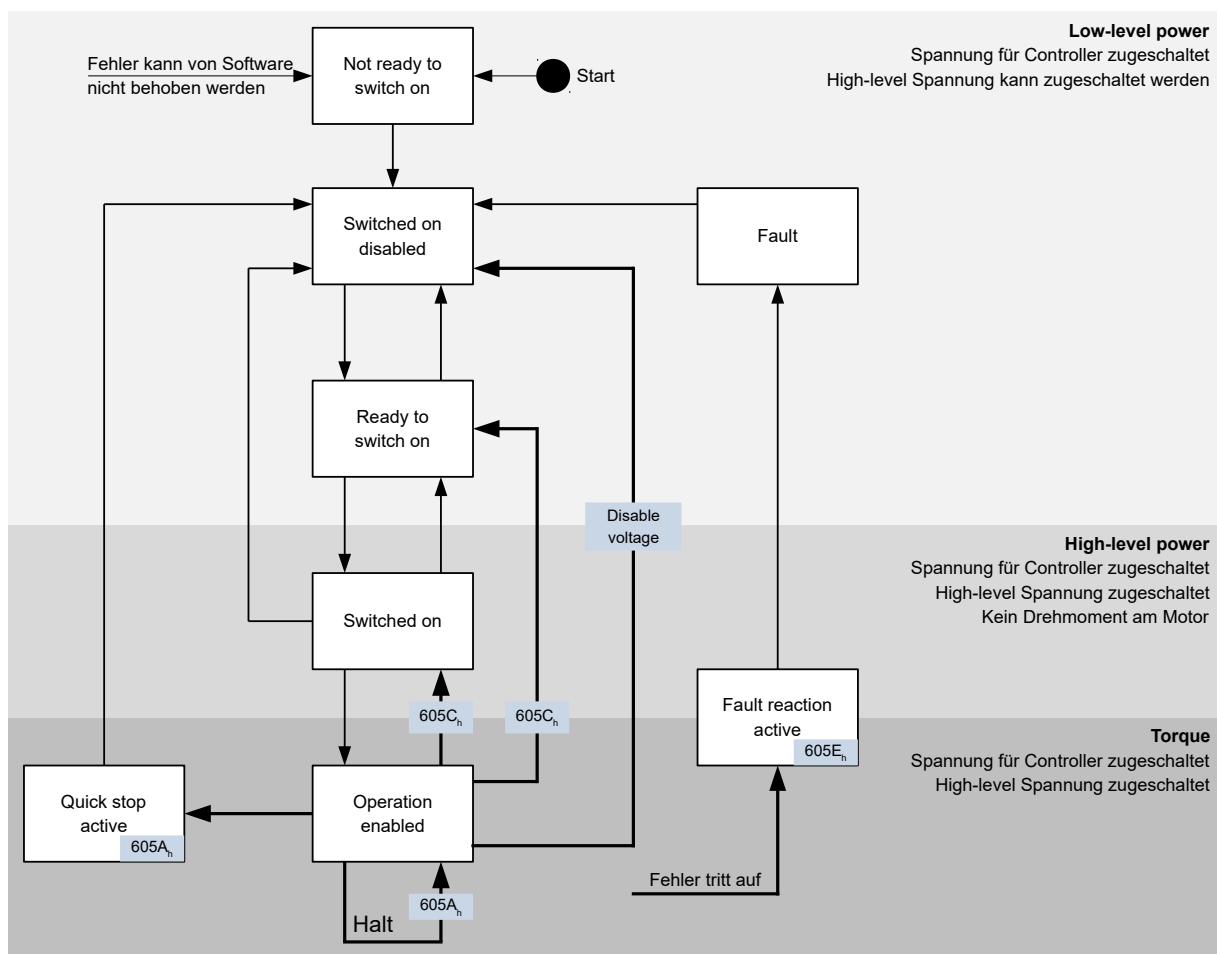 Low-level power
Spannung für Controller zugeschaltet
High-level Spannung kann zugeschaltet werden
Fehler kann von Software
nicht behoben werden
Not ready to
switch on
Start
Switched on
disabled
Fault
Ready to
switch on
Disable
voltage
High-level power
Spannung für Controller zugeschaltet
High-level Spannung zugeschaltet
Kein Drehmoment am Motor
Switched on
605Ch
605Ch
Fault reaction
active
605Eh
Torque
Spannung für Controller zugeschaltet
High-level Spannung zugeschaltet
Quick stop
active
605Ah
Operation
enabled
Fehler tritt auf
605Ah
Halt